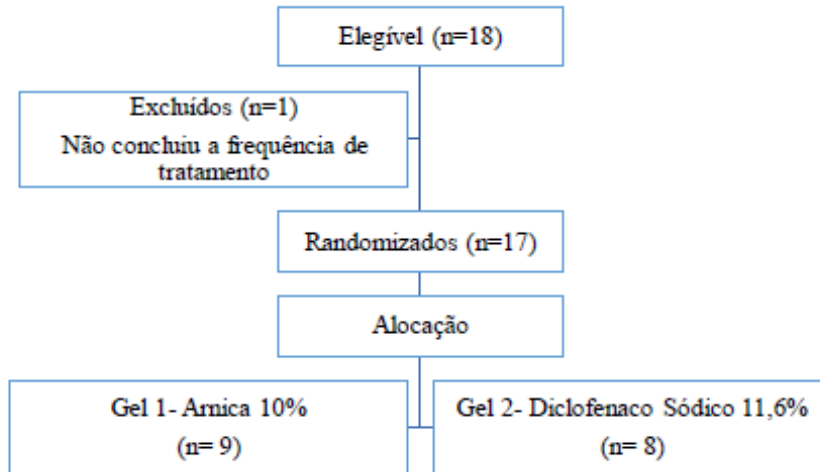 Elegível (n=18)
Excluídos (n=1)
Não concluiu a frequência de
tratamento
Randomizados (n=17)
Alocação
Gel 1- Arnica 10%
(n= 9)
Gel 2- Diclofenaco Sódico 11,6%
(n= 8)